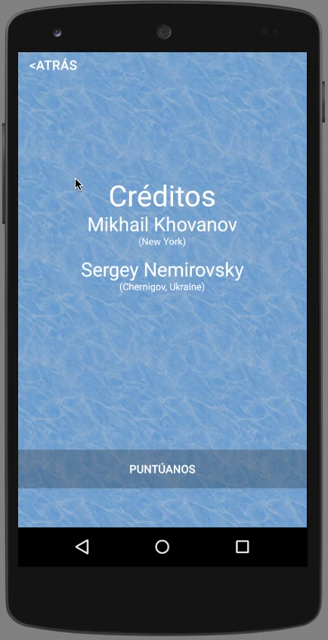 <ATRÁS
Créditos
Mikhail Khovanov
(New York)
Sergey Nemirovsky
(Chernigov, Ukraine)
PUNTÚANOS